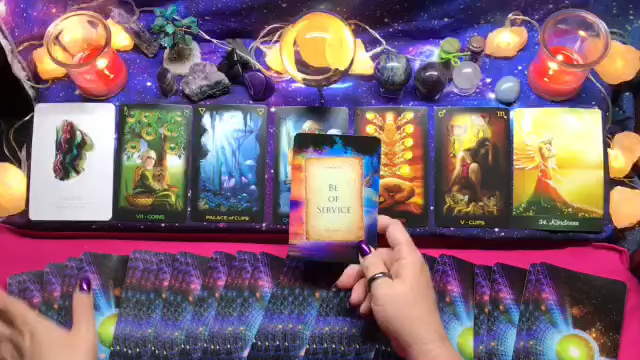 BE
OF
SERVICE
VII • COINS
PALACE of CUPS
V • CUPS
34. Kindness